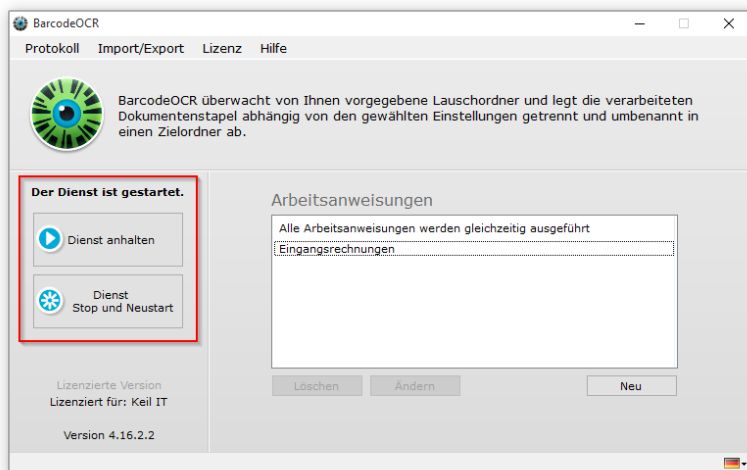 BarcodeOCR
Protokoll Import/Export Lizenz Hilfe
BarcodeOCR überwacht von Ihnen vorgegebene Lauschordner und legt die verarbeiteten
Dokumentenstapel abhängig von den gewählten Einstellungen getrennt und umbenannt in
einen Zielordner ab.
Der Dienst ist gestartet.
Dienst anhalten
Dienst
Stop und Neustart
Lizenzierte Version
Lizenziert für: Keil IT
Version 4.16.2.2
Arbeitsanweisungen
Alle Arbeitsanweisungen werden gleichzeitig ausgeführt
Eingangsrechnungen
Löschen Ändern Neu